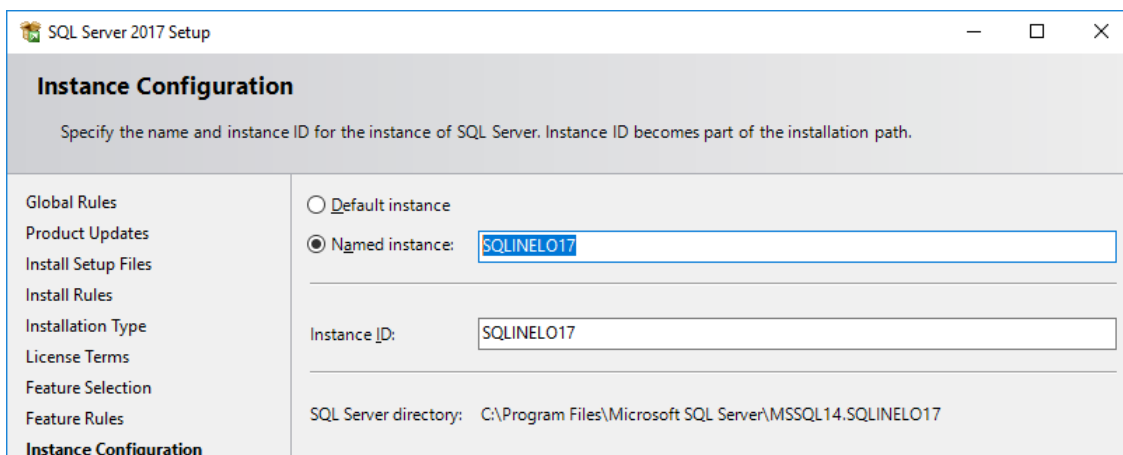 SQL Server 2017 Setup
Instance Configuration
Specify the name and instance ID for the instance of SQL Server. Instance ID becomes part of the installation path.
Global Rules
Product Updates
Install Setup Files
Install Rules
Installation Type
License Terms
Feature Selection
Feature Rules
Instance Configuration
Default instance
Named instance: SQLINELO17
Instance ID: SQLINELO17
SQL Server directory: C:\Program Files\Microsoft SQL Server\MSSQL14.SQLINELO17